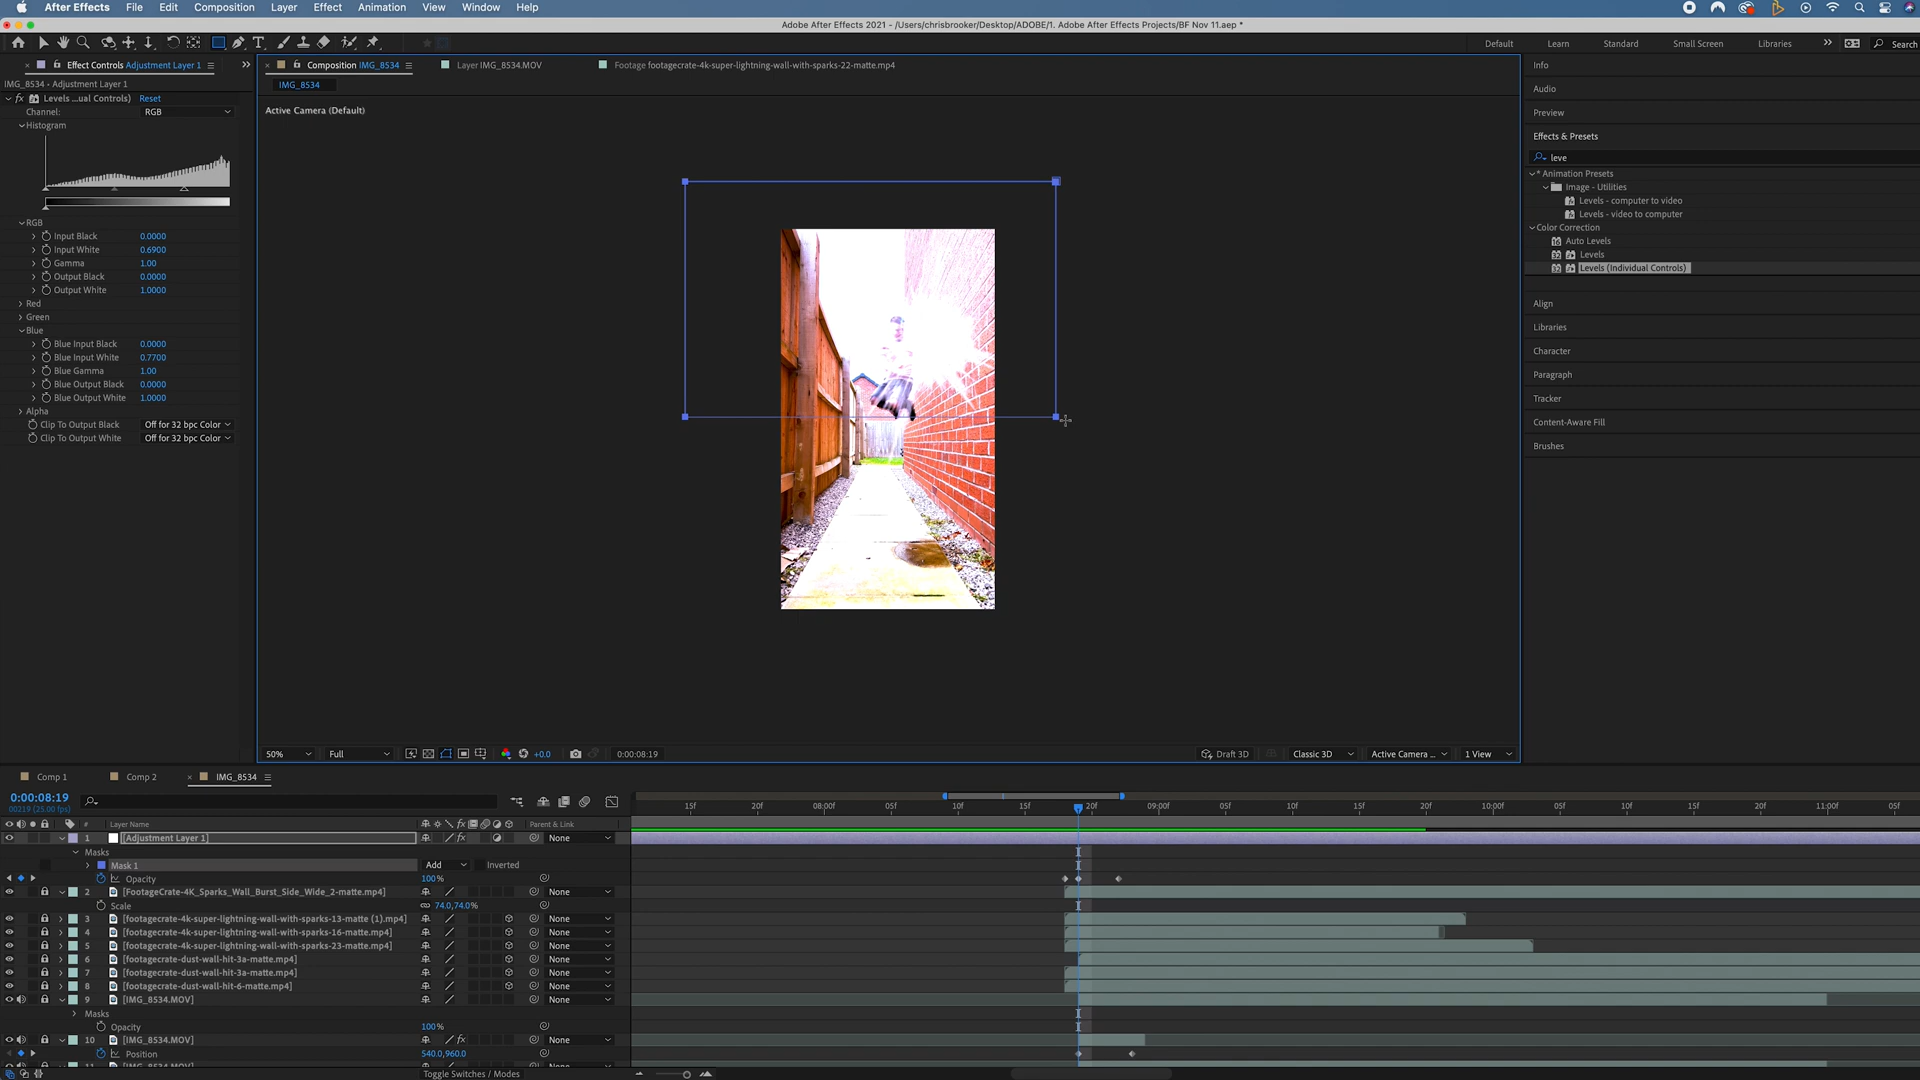 After Effects File Edit Composition Layer Effect Animation View Window Help
Adobe After Effects 2021 - /Users/chrisbrooker/Desktop/ADOBE/1. Adobe After Effects Projects/BF Nov 11.aep *
Default Learn Standard Small Screen Libraries Search
Effect Controls Adjustment Layer 1
Composition IMG_8534
Layer IMG_8534.MOV
Footage footagecrate-4k-super-lightning-wall-with-sparks-22-matte.mp4
IMG_8534 - Adjustment Layer 1
IMG_8534
Levels ...ual Controls) Reset
Channel: RGB
Histogram
Active Camera (Default)
RGB
Input Black 0.0000
Input White 0.6900
Gamma 1.00
Output Black 0.0000
Output White 1.0000
Red
Green
Blue
Blue Input Black 0.0000
Blue Input White 0.7700
Blue Gamma 1.00
Blue Output Black 0.0000
Blue Output White 1.0000
Alpha
Clip To Output Black Off for 32 bpc Color
Clip To Output White Off for 32 bpc Color
Info
Audio
Preview
Effects & Presets
leve
* Animation Presets
Image - Utilities
Levels - computer to video
Levels - video to computer
Color Correction
Auto Levels
Levels
Levels (Individual Controls)
Align
Libraries
Character
Paragraph
Tracker
Content-Aware Fill
Brushes
50% Full +0.0 0:00:08:19 Draft 3D Classic 3D Active Camera ... 1 View
Comp 1 Comp 2 IMG_8534
0:00:08:19
00219 (25.00 fps)
15f 20f 08:00f 05f 10f 15f 20f 09:00f 05f 10f 15f 20f 10:00f 05f 10f 15f 20f 11:00f 05f
# Layer Name Parent & Link
1 [Adjustment Layer 1] None
Masks
Mask 1 Add Inverted
Opacity 100%
2 [FootageCrate-4K_Sparks_Wall_Burst_Side_Wide_2-matte.mp4] None
Scale 74.0,74.0%
3 [footagecrate-4k-super-lightning-wall-with-sparks-13-matte (1).mp4] None
4 [footagecrate-4k-super-lightning-wall-with-sparks-16-matte.mp4] None
5 [footagecrate-4k-super-lightning-wall-with-sparks-23-matte.mp4] None
6 [footagecrate-dust-wall-hit-3a-matte.mp4] None
7 [footagecrate-dust-wall-hit-3a-matte.mp4] None
8 [footagecrate-dust-wall-hit-6-matte.mp4] None
9 [IMG_8534.MOV] None
Masks
Opacity 100%
10 [IMG_8534.MOV] None
Position 540.0,960.0
Toggle Switches / Modes